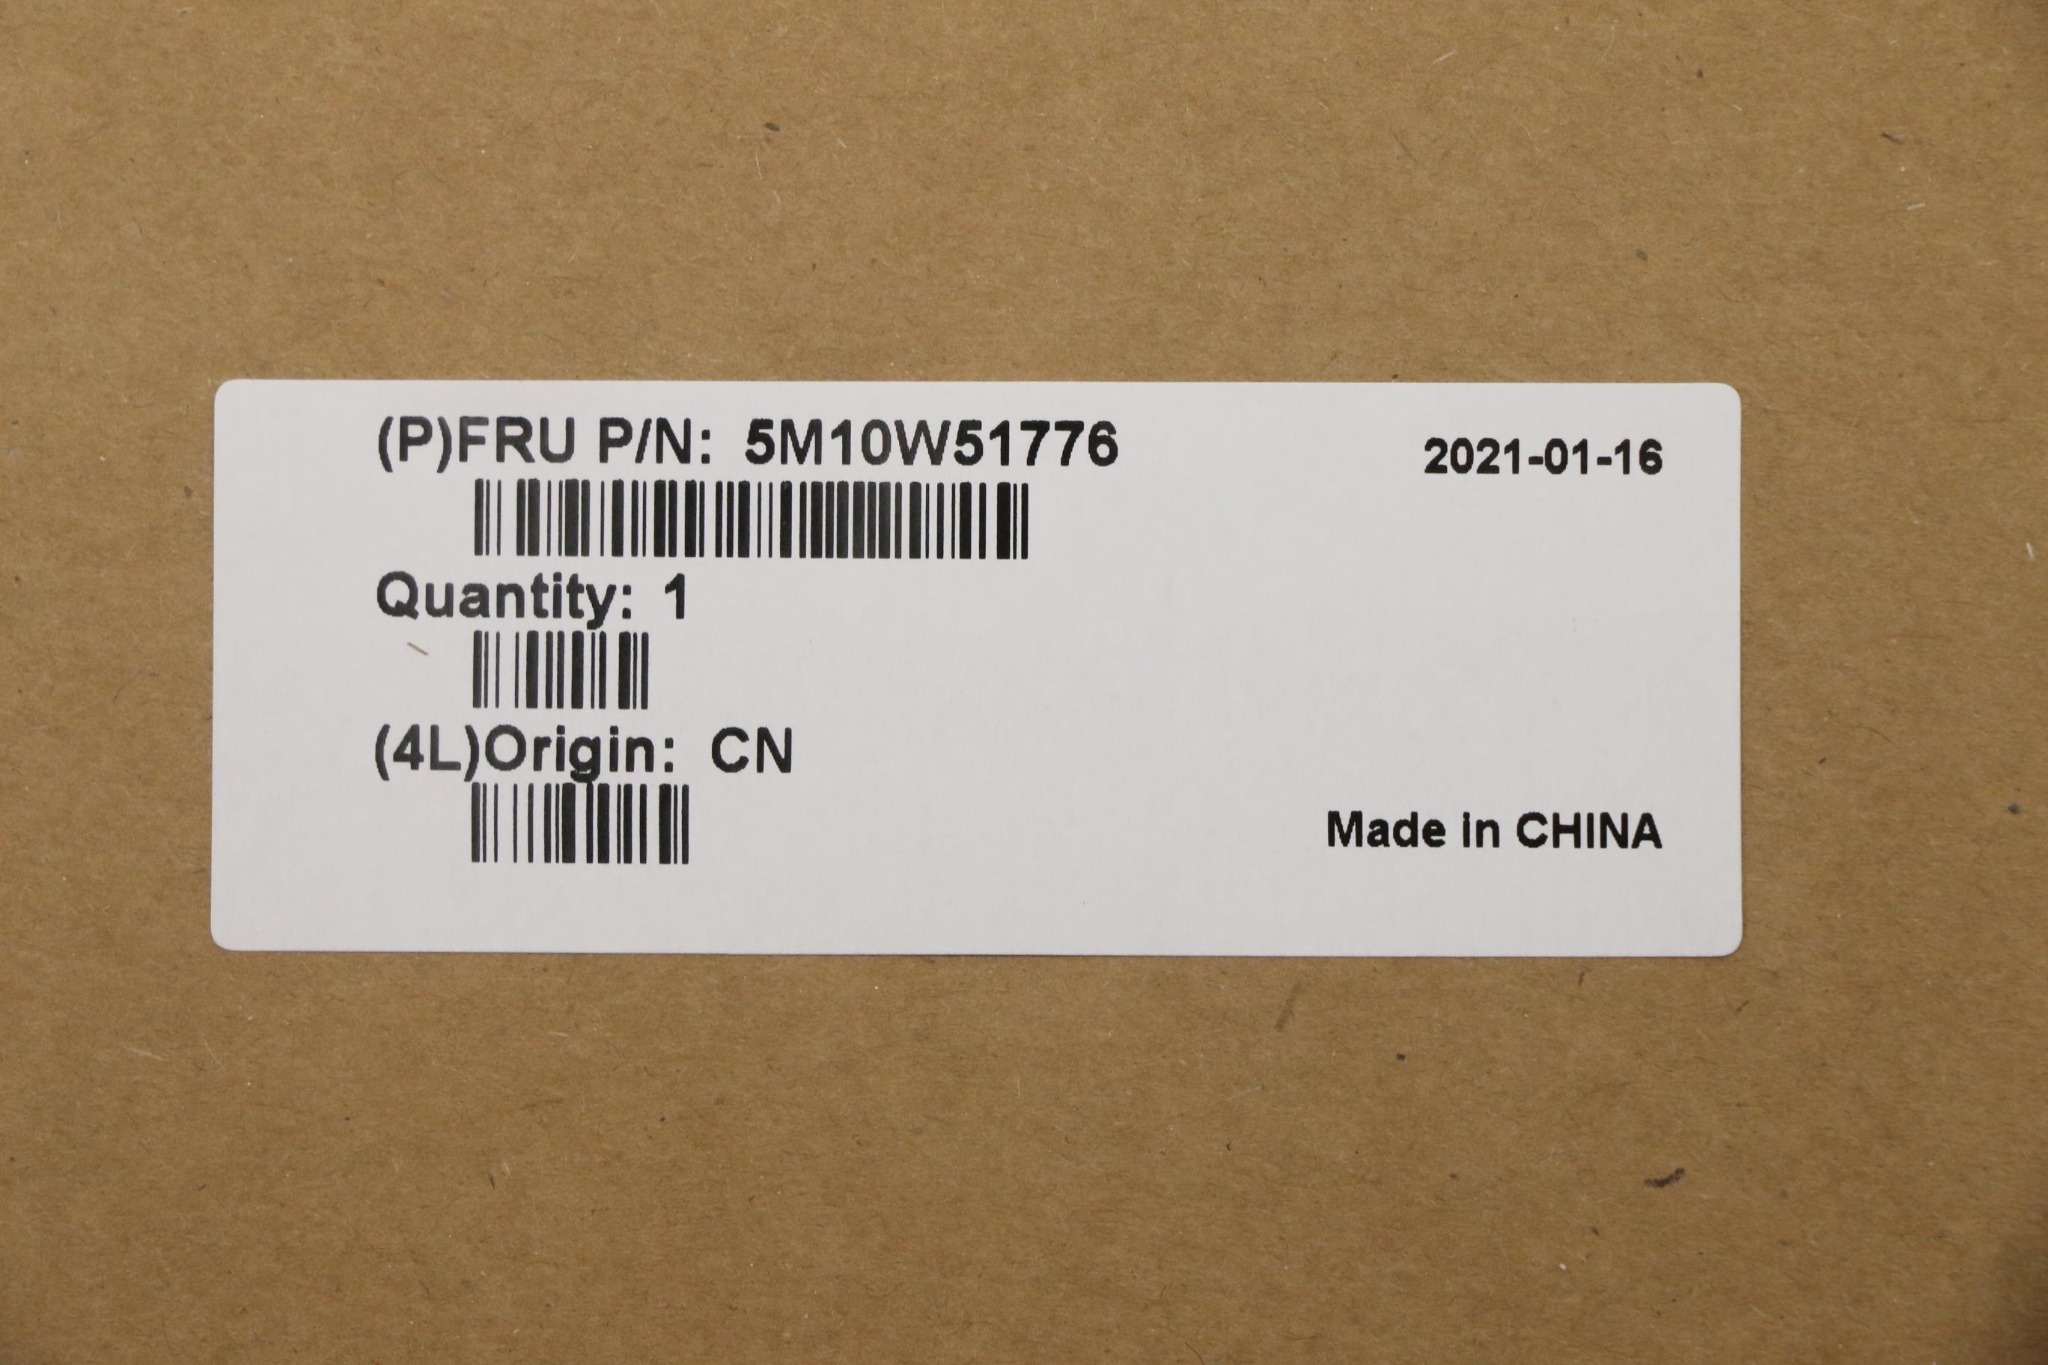 (P)FRU P/N: 5M10W51776
2021-01-16
Quantity: 1
(4L)Origin: CN
Made in CHINA